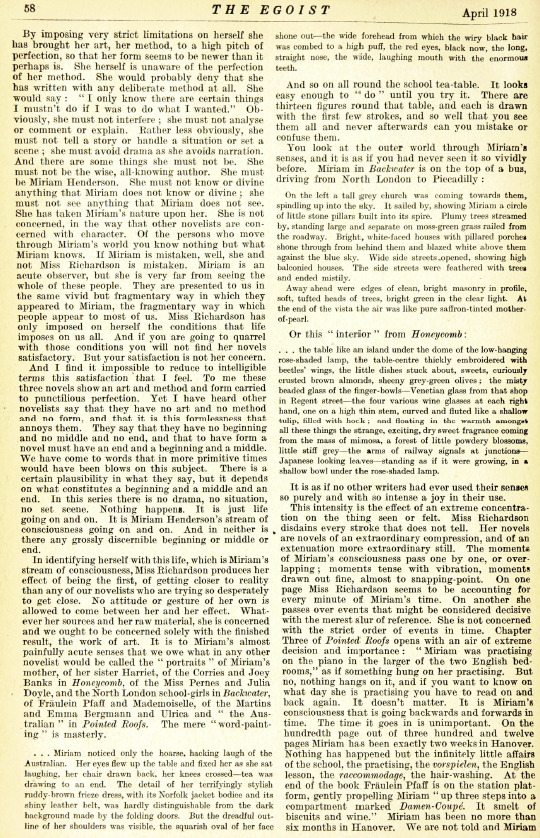 58
THE EGOIST
April 1918
By imposing very strict limitations on herself she
has brought her art, her method, to a high pitch of
perfection, so that her form seems to be newer than it
perhaps is. She herself is unaware of the perfection
of her method. She would probably deny that she
has written with any deliberate method at all. She
would say: " I only know there are certain things
I mustn't do if I was to do what I wanted." Ob-
viously, she must not interfere; she must not analyse
or comment or explain. Rather less obviously, she
must not tell a story or handle a situation or set a
scene; she must avoid drama as she avoids narration.
And there are some things she must not be. She
must not be the wise, all-knowing author. She must
be Miriam Henderson. She must not know or divine
anything that Miriam does not know or divine; she
must not see anything that Miriam does not see.
She has taken Miriam's nature upon her. She is not
concerned, in the way that other novelists are con-
cerned with character. Of the persons who move
through Miriam's world you know nothing but what
Miriam knows. If Miriam is mistaken, well, she and
not Miss Richardson is mistaken. Miriam is an
acute observer, but she is very far from seeing the
whole of these people. They are presented to us in
the same vivid but fragmentary way in which they
appeared to Miriam, the fragmentary way in which
people appear to most of us. Miss Richardson has
only imposed on herself the conditions that life
imposes on us all. And if you are going to quarrel
with those conditions you will not find her novels
satisfactory. But your satisfaction is not her concern.
And I find it impossible to reduce to intelligible
terms this satisfaction that I feel. To me these
three novels show an art and method and form carried
to punctilious perfection. Yet I have heard other
novelists say that they have no art and no method
and no form, and that it is this formlessness that
annoys them. They say that they have no beginning
and no middle and no end, and that to have form a
novel must have an end and a beginning and a middle.
We have come to words that in more primitive times
would have been blows on this subject. There is a
certain plausibility in what they say, but it depends
on what constitutes a beginning and a middle and an
end. In this series there is no drama, no situation,
no set scene. Nothing happens. It is just life
going on and on. It is Miriam Henderson's stream of
consciousness going on and on. And in neither is
there any grossly discernible beginning or middle or
end.
In identifying herself with this life, which is Miriam's
stream of consciousness, Miss Richardson produces her
effect of being the first, of getting closer to reality
than any of our novelists who are trying so desperately
to get close. No attitude or gesture of her own is
allowed to come between her and her effect. What-
ever her sources and her raw material, she is concerned
and we ought to be concerned solely with the finished
result, the work of art. It is to Miriam's almost
painfully acute senses that we owe what in any other
novelist would be called the " portraits " of Miriam's
mother, of her sister Harriet, of the Corries and Joey
Banks in Honeycomb, of the Miss Pernes and Julia
Doyle, and the North London school-girls in Backwater,
of Fräulein Pfaff and Mademoiselle, of the Martins
and Emma Bergmann and Ulrica and " the Aus-
tralian " in Pointed Roofs. The mere " word-paint-
ing " is masterly.
. . . Miriam noticed only the hoarse, hacking laugh of the
Australian. Her eyes flew up the table and fixed her as she sat
laughing, her chair drawn back, her knees crossed—tea was
drawing to an end. The detail of her terrifyingly stylish
ruddy-brown frieze dress, with its Norfolk jacket bodice and its
shiny leather belt, was hardly distinguishable from the dark
background made by the folding doors. But the dreadful out-
line of her shoulders was visible, the squarish oval of her face
shone out—the wide forehead from which the wiry black hair
was combed to a high puff, the red eyes, black now, the long,
straight nose, the wide, laughing mouth with the enormous
teeth.
And so on all round the school tea-table. It looks
easy enough to " do " until you try it. There are
thirteen figures round that table, and each is drawn
with the first few strokes, and so well that you see
them all and never afterwards can you mistake or
confuse them.
You look at the outer world through Miriam's
senses, and it is as if you had never seen it so vividly
before. Miriam in Backwater is on the top of a bus,
driving from North London to Piccadilly:
On the left a tall grey church was coming towards them,
spindling up into the sky. It sailed by, showing Miriam a circle
of little stone pillars built into its spire. Plumy trees streamed
by, standing large and separate on moss-green grass railed from
the roadway. Bright, white-faced houses with pillared porches
shone through from behind them and blazed white above them
against the blue sky. Wide side streets opened, showing high
balconied houses. The side streets were feathered with trees
and ended mistily.
Away ahead were edges of clean, bright masonry in profile,
soft, tufted heads of trees, bright green in the clear light. At
the end of the vista the air was like pure saffron-tinted mother-
of-pearl.
Or this " interior " from Honeycomb:
. . . the table like an island under the dome of the low-hanging
rose-shaded lamp, the table-centre thickly embroidered with
beetles' wings, the little dishes stuck about, sweets, curiously
crusted brown almonds, sheeny grey-green olives; the misty
beaded glass of the finger-bowls—Venetian glass from that shop
in Regent street—the four various wine glasses at each right
hand, one on a high thin stem, curved and fluted like a shallow
tulip, filled with hock; and floating in the warmth amongst
all these things the strange, exciting, dry sweet fragrance coming
from the mass of mimosa, a forest of little powdery blossoms,
little stiff grey—the arms of railway signals at junctions—
Japanese looking leaves—standing as if it were growing, in a
shallow bowl under the rose-shaded lamp.
It is as if no other writers had ever used their senses
so purely and with so intense a joy in their use.
This intensity is the effect of an extreme concentra-
tion on the thing seen or felt. Miss Richardson
disdains every stroke that does not tell. Her novels
are novels of an extraordinary compression, and of an
extenuation more extraordinary still. The moments
of Miriam's consciousness pass one by one, or over-
lapping; moments tense with vibration, moments
drawn out fine, almost to snapping-point. On one
page Miss Richardson seems to be accounting for
every minute of Miriam's time. On another she
passes over events that might be considered decisive
with the merest slur of reference. She is not concerned
with the strict order of events in time. Chapter
Three of Pointed Roofs opens with an air of extreme
decision and importance: " Miriam was practising
on the piano in the larger of the two English bed-
rooms," as if something hung on her practising. But
no, nothing hangs on it, and if you want to know on
what day she is practising you have to read on and
back again. It doesn't matter. It is Miriam's
consciousness that is going backwards and forwards in
time. The time it goes in is unimportant. On the
hundredth page out of three hundred and twelve
pages Miriam has been exactly two weeks in Hanover.
Nothing has happened but the infinitely little affairs
of the school, the practising, the vorspielen, the English
lesson, the raccommodage, the hair-washing. At the
end of the book Fräulein Pfaff is on the station plat-
form, gently propelling Miriam " up three steps into a
compartment marked Damen-Coupé. It smelt of
biscuits and wine." Miriam has been no more than
six months in Hanover. We are not told and Miriam